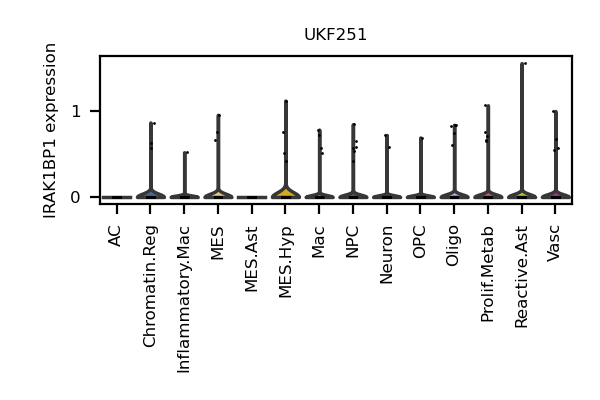 UKF251
IRAK1BP1 expression
1
0
AC
Chromatin.Reg
Inflammatory.Mac
MES
MES.Ast
MES.Hyp
Mac
NPC
Neuron
OPC
Oligo
Prolif.Metab
Reactive.Ast
Vasc